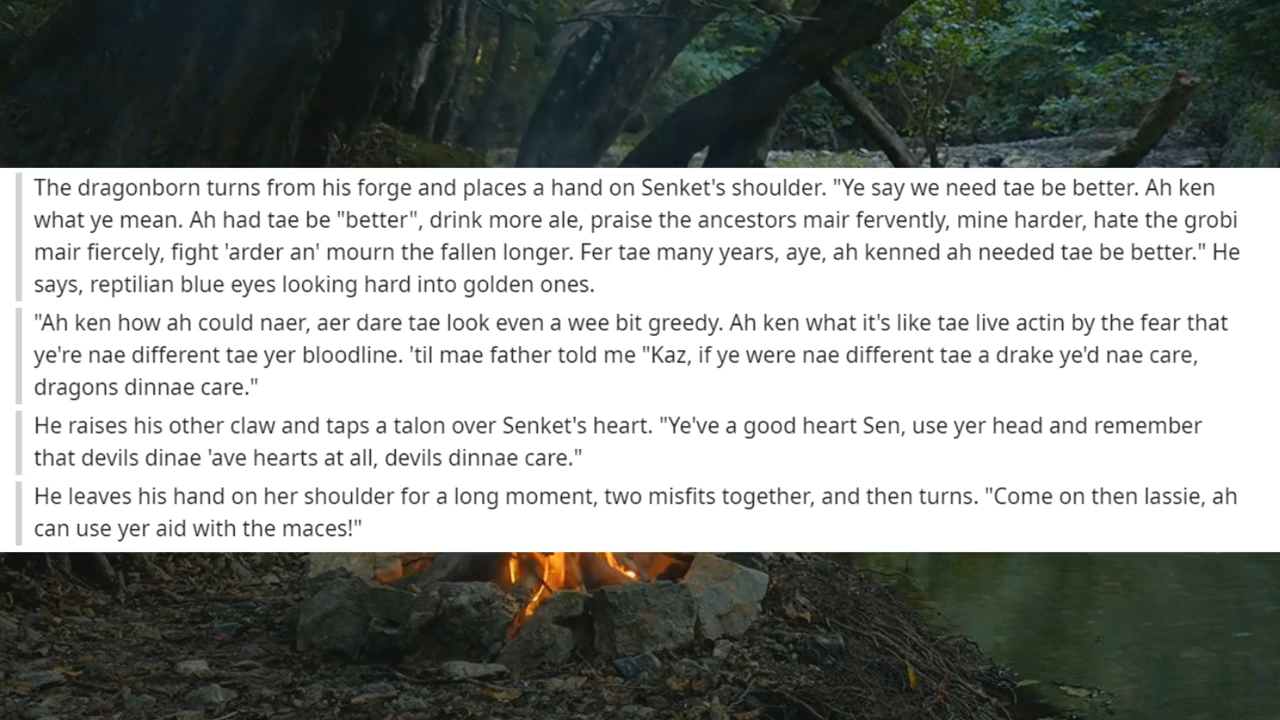 The dragonborn turns from his forge and places a hand on Senket's shoulder. "Ye say we need tae be better. Ah ken
what ye mean. Ah had tae be "better", drink more ale, praise the ancestors mair fervently, mine harder, hate the grobi
mair fiercely, fight 'arder an' mourn the fallen longer. Fer tae many years, aye, ah kenned ah needed tae be better." He
says, reptilian blue eyes looking hard into golden ones.
"Ah ken how ah could naer, aer dare tae look even a wee bit greedy. Ah ken what it's like tae live actin by the fear that
ye're nae different tae yer bloodline. 'til mae father told me "Kaz, if ye were nae different tae a drake ye'd nae care,
dragons dinnae care."
He raises his other claw and taps a talon over Senket's heart. "Ye've a good heart Sen, use yer head and remember
that devils dinae 'ave hearts at all, devils dinnae care."
He leaves his hand on her shoulder for a long moment, two misfits together, and then turns. "Come on then lassie, ah
can use yer aid with the maces!"